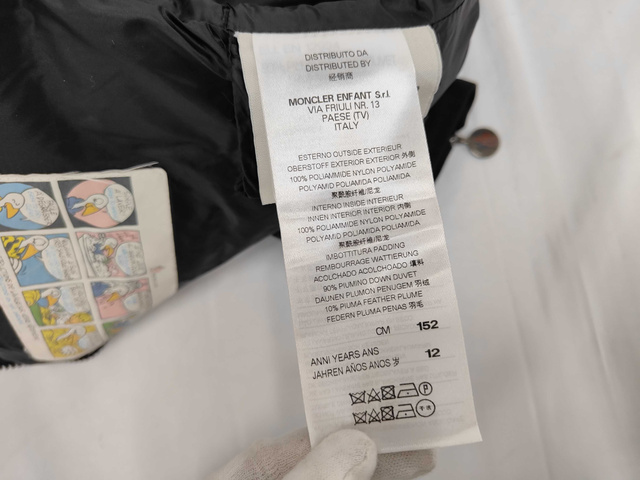 DISTRIBUITO DA
DISTRIBUTED BY
经销商
MONCLER ENFANT S.r.l.
VIA FRIULI NR. 13
PAESE (TV)
ITALY
ESTERNO OUTSIDE EXTERIEUR
OBERSTOFF EXTERIOR EXTERIOR 外侧
100% POLIAMMIDE NYLON POLYAMIDE
POLYAMID POLIAMIDA POLIAMIDA
聚酰胺纤维/尼龙
INTERNO INSIDE INTERIEUR
INNEN INTERIOR INTERIOR 内侧
100% POLIAMMIDE NYLON POLYAMIDE
POLYAMID POLIAMIDA POLIAMIDA
聚酰胺纤维/尼龙
IMBOTTITURA PADDING
REMBOURRAGE WATTIERUNG
ACOLCHADO ACOLCHOADO 填料
90% PIUMINO DOWN DUVET
DAUNEN PLUMON PENUGEM 羽绒
10% PIUMA FEATHER PLUME
FEDERN PLUMA PENAS 羽毛
CM 152
ANNI YEARS ANS 12
JAHREN AÑOS ANOS 岁
P